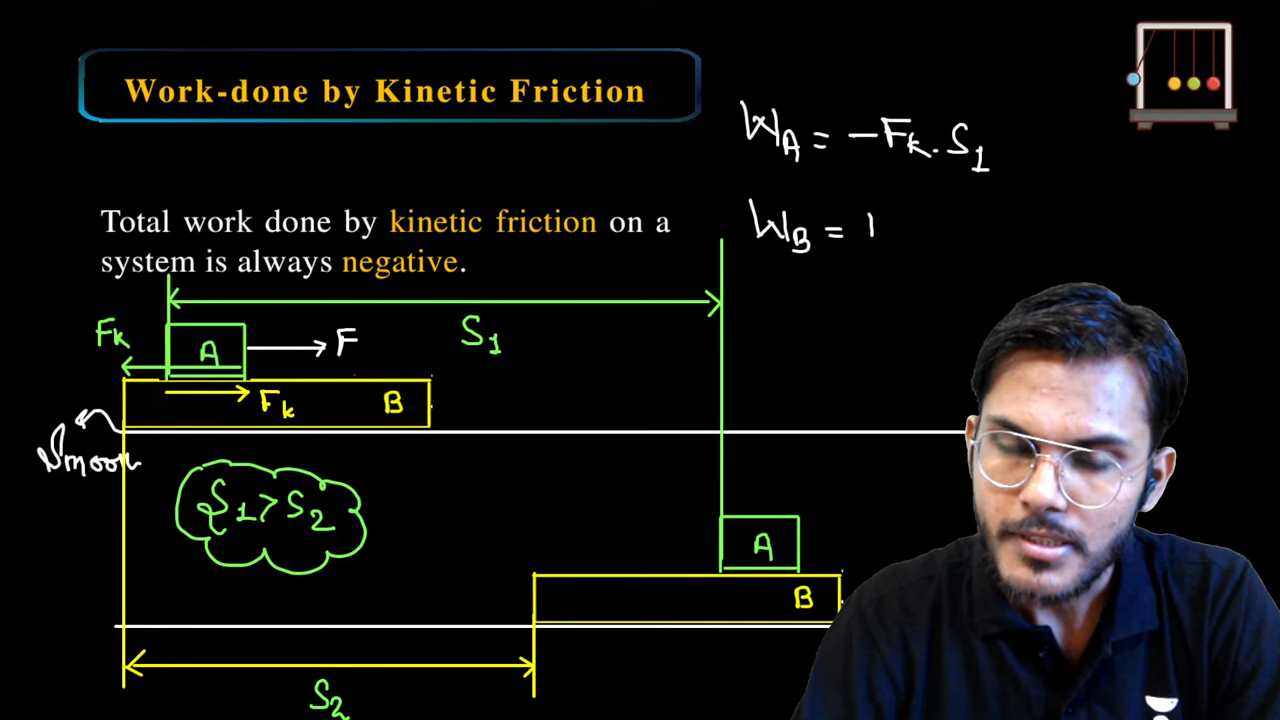 Work-done by Kinetic Friction
W_A = -F_k . S_1
Total work done by kinetic friction on a
system is always negative.
W_B =
S_1
F_k
A
F
F_k
B
Smooth
S_1 > S_2
A
B
S_2